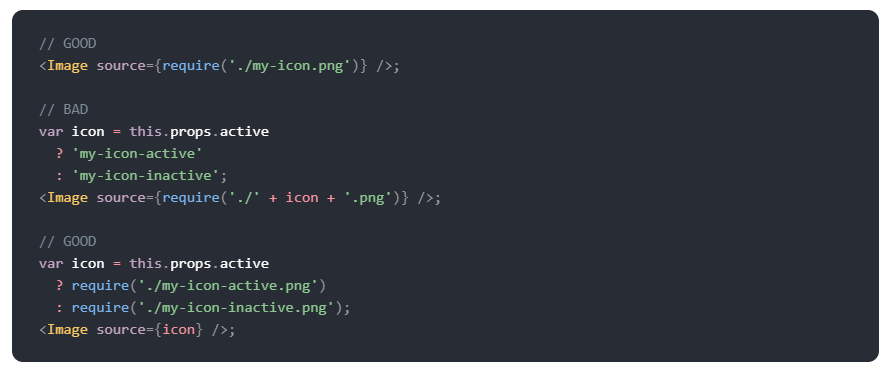 // GOOD
<Image source={require('./my-icon.png')} />;
// BAD
var icon = this.props.active
  ? 'my-icon-active'
  : 'my-icon-inactive';
<Image source={require('./' + icon + '.png')} />;
// GOOD
var icon = this.props.active
  ? require('./my-icon-active.png')
  : require('./my-icon-inactive.png');
<Image source={icon} />;